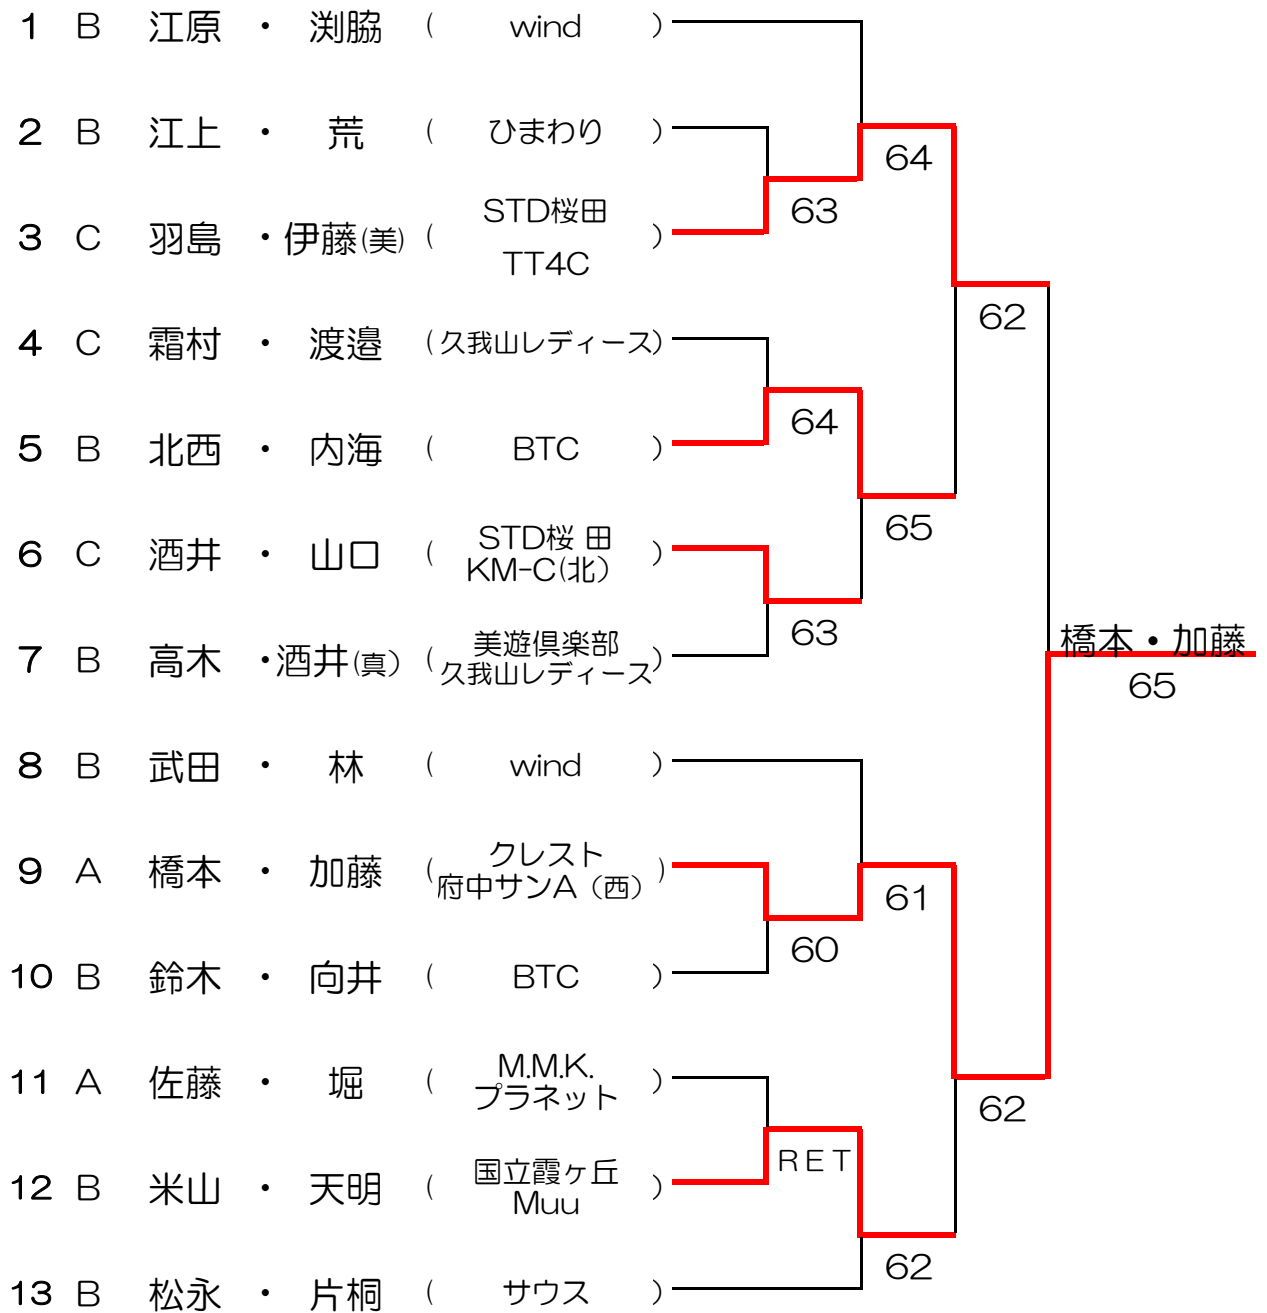 1 B 江原 ・ 渕脇 ( wind )
2 B 江上 ・ 荒 ( ひまわり )
64
63
3 C 羽島 ・ 伊藤(美) ( STD桜田
TT4C )
62
4 C 霜村 ・ 渡邉 (久我山レディース)
64
5 B 北西 ・ 内海 ( BTC )
65
6 C 酒井 ・ 山口 ( STD桜 田
KM-C(北) )
63
7 B 高木 ・ 酒井(真) ( 美遊倶楽部
久我山レディース )
橋本・加藤
65
8 B 武田 ・ 林 ( wind )
9 A 橋本 ・ 加藤 ( クレスト
府中サンA(西) )
61
60
10 B 鈴木 ・ 向井 ( BTC )
11 A 佐藤 ・ 堀 ( M.M.K.
プラネット )
62
RET
12 B 米山 ・ 天明 ( 国立霞ヶ丘
Muu )
62
13 B 松永 ・ 片桐 ( サウス )